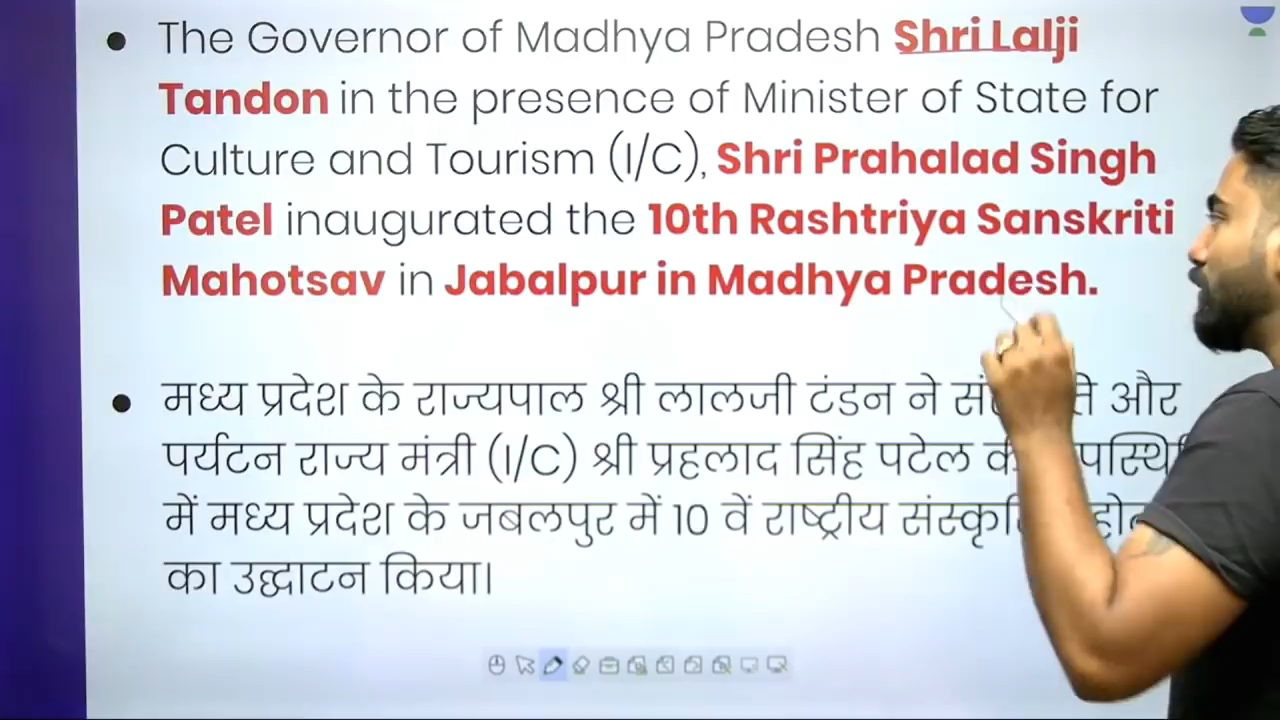 The Governor of Madhya Pradesh Shri Lalji
Tandon in the presence of Minister of State for
Culture and Tourism (I/C), Shri Prahalad Singh
Patel inaugurated the 10th Rashtriya Sanskriti
Mahotsav in Jabalpur in Madhya Pradesh.
मध्य प्रदेश के राज्यपाल श्री लालजी टंडन ने और
पर्यटन राज्य मंत्री (I/C) श्री प्रहलाद सिंह पटेल
में मध्य प्रदेश के जबलपुर में 10 वें राष्ट्रीय
का उद्घाटन किया।